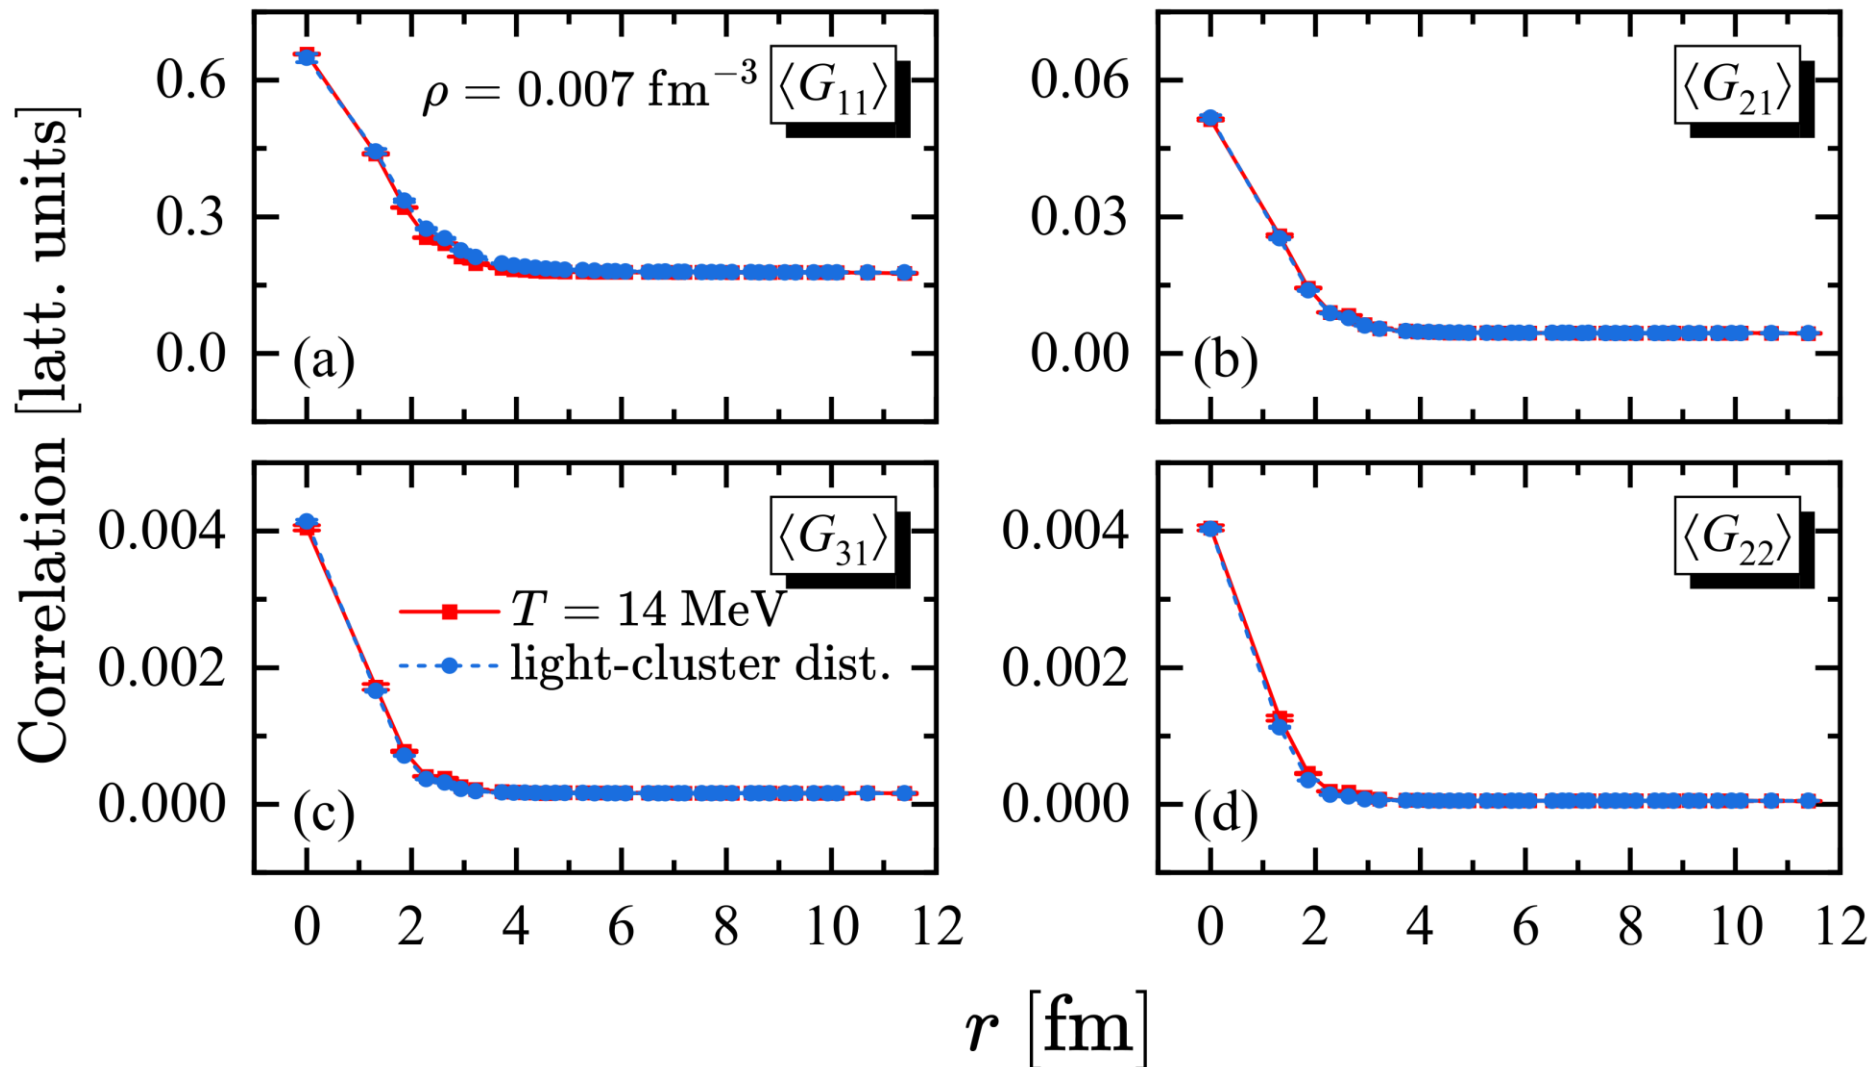 Correlation [latt. units]
0.6
0.3
0.0
ρ = 0.007 fm⁻³
⟨G₁₁⟩
(a)
0.06
0.03
0.00
⟨G₂₁⟩
(b)
0.004
0.002
0.000
⟨G₃₁⟩
T = 14 MeV
light-cluster dist.
(c)
0 2 4 6 8 10 12
0.004
0.002
0.000
⟨G₂₂⟩
(d)
0 2 4 6 8 10 12
r [fm]